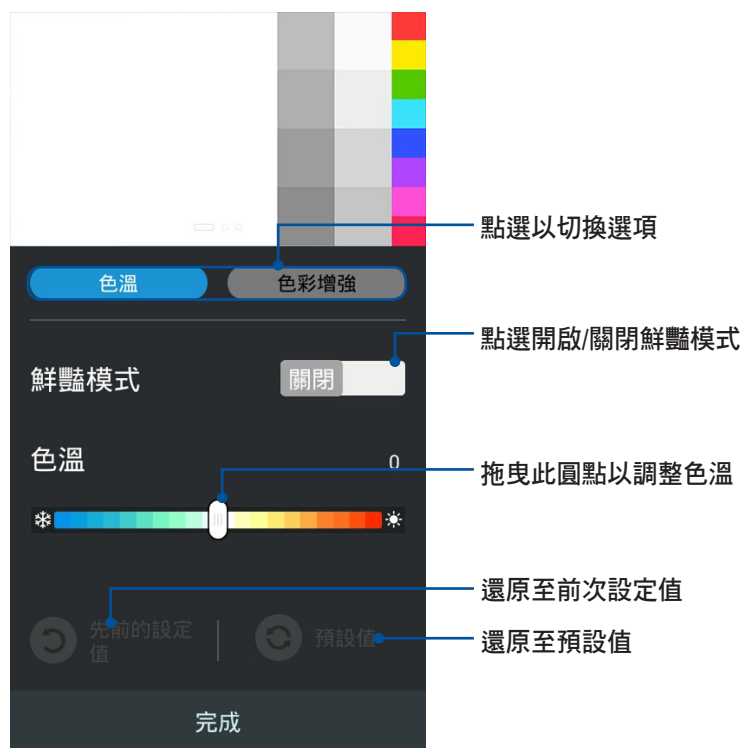 點選以切換選項
色溫
色彩增強
點選開啟/關閉鮮豔模式
鮮豔模式
關閉
色溫
0
拖曳此圓點以調整色溫
還原至前次設定值
先前的設定
值
預設值
還原至預設值
完成